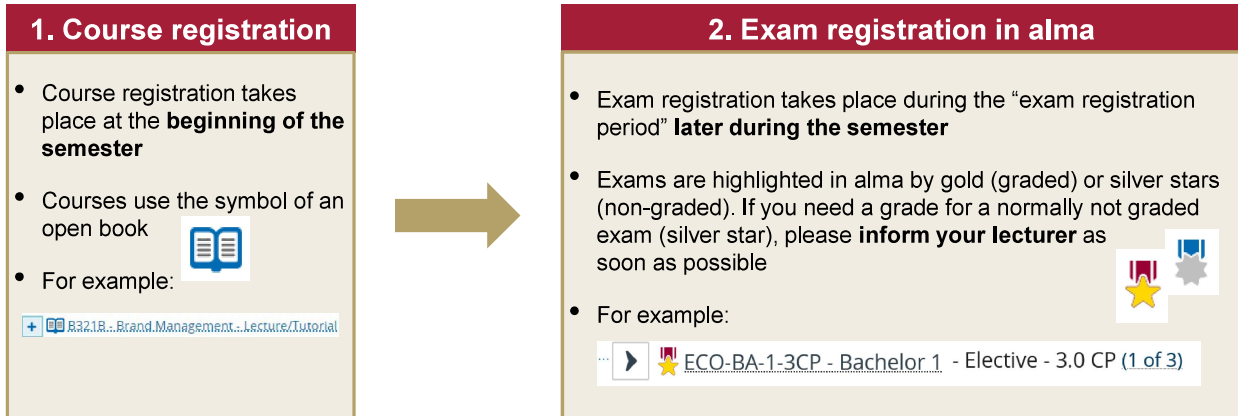 1. Course registration
• Course registration takes
place at the beginning of the
semester
• Courses use the symbol of an
open book
• For example:
+ B321B - Brand Management - Lecture/Tutorial
2. Exam registration in alma
• Exam registration takes place during the “exam registration
period” later during the semester
• Exams are highlighted in alma by gold (graded) or silver stars
(non-graded). If you need a grade for a normally not graded
exam (silver star), please inform your lecturer as
soon as possible
• For example:
... ECO-BA-1-3CP - Bachelor 1 - Elective - 3.0 CP (1 of 3)